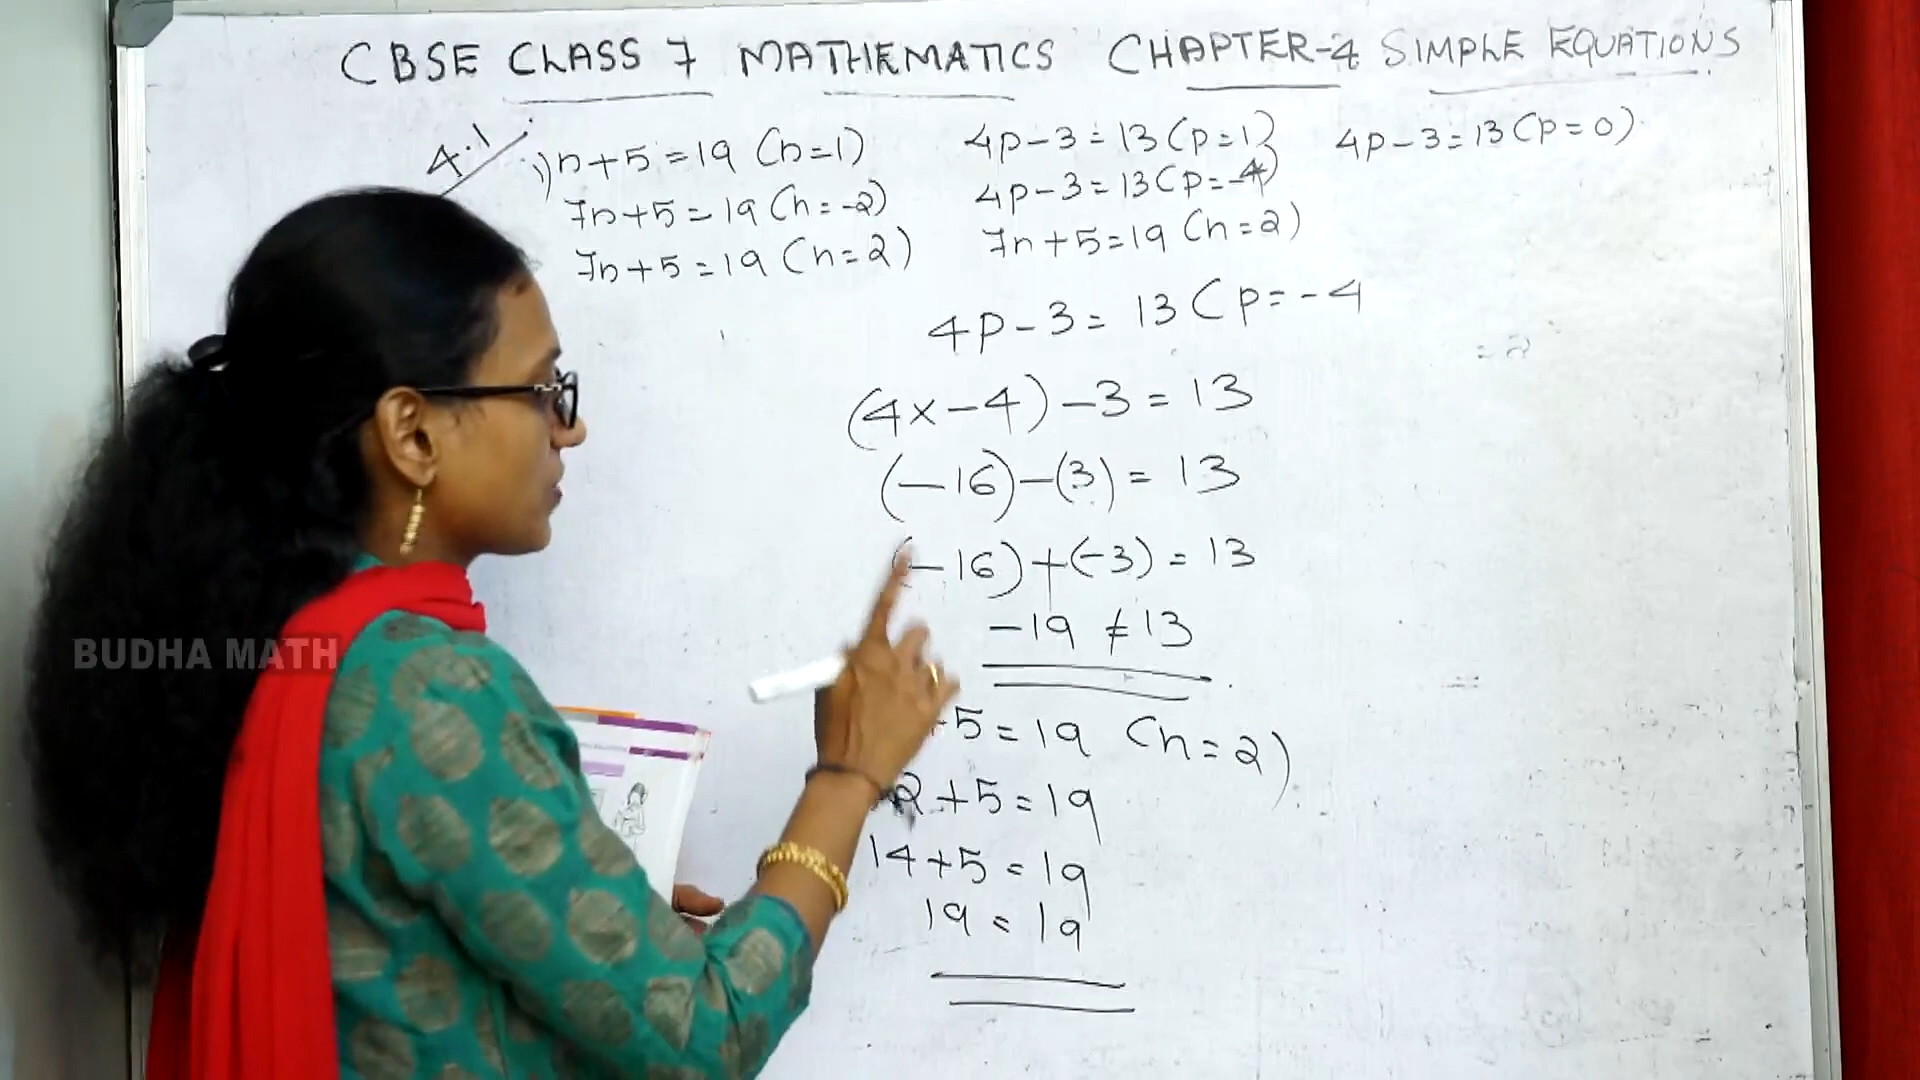 CBSE CLASS 7 MATHEMATICS CHAPTER-4 SIMPLE EQUATIONS
4.1
1) n+5=19 (n=1)
7n+5=19 (n=-2)
7n+5=19 (n=2)
4p-3=13 (p=1)
4p-3=13 (p=-4)
7n+5=19 (n=2)
4p-3=13 (p=0)
4p-3=13 (p=-4
(4x-4)-3=13
(-16)-(3)=13
(-16)+(-3)=13
-19≠13
+5=19 (n=2)
2+5=19
14+5=19
19=19
BUDHA MATH